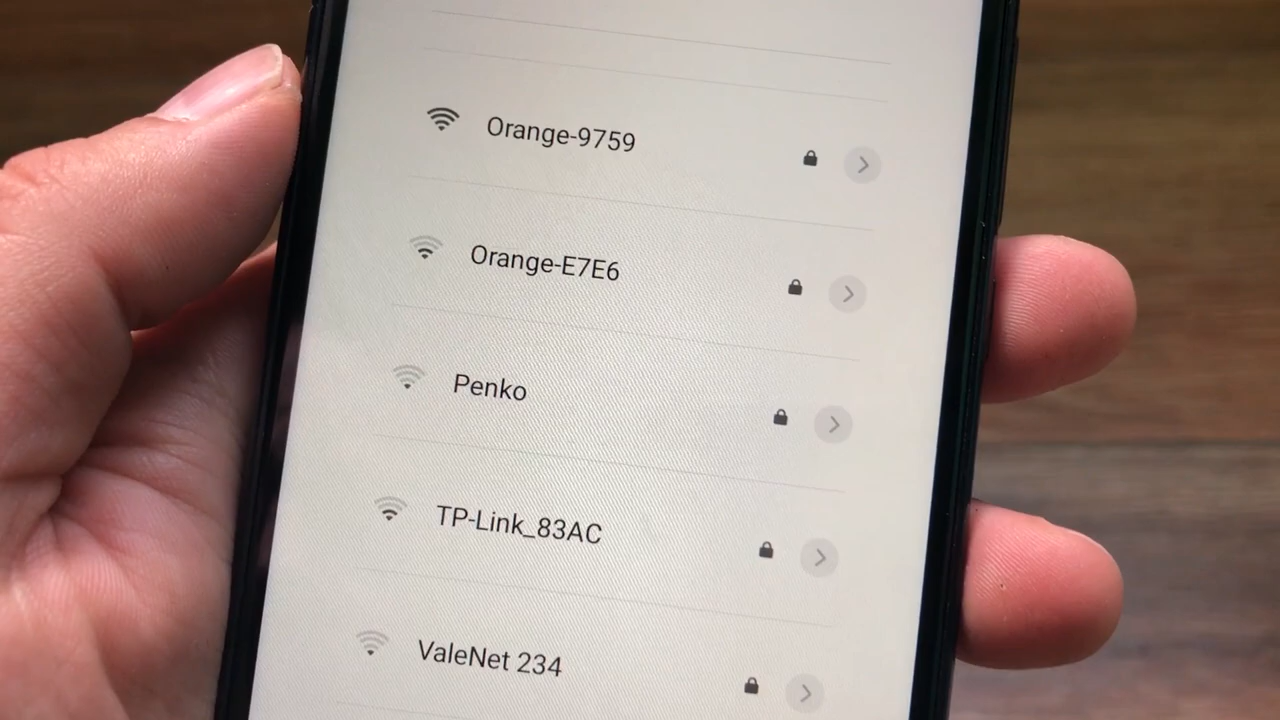 Orange-9759
Orange-E7E6
Penko
TP-Link_83AC
ValeNet 234